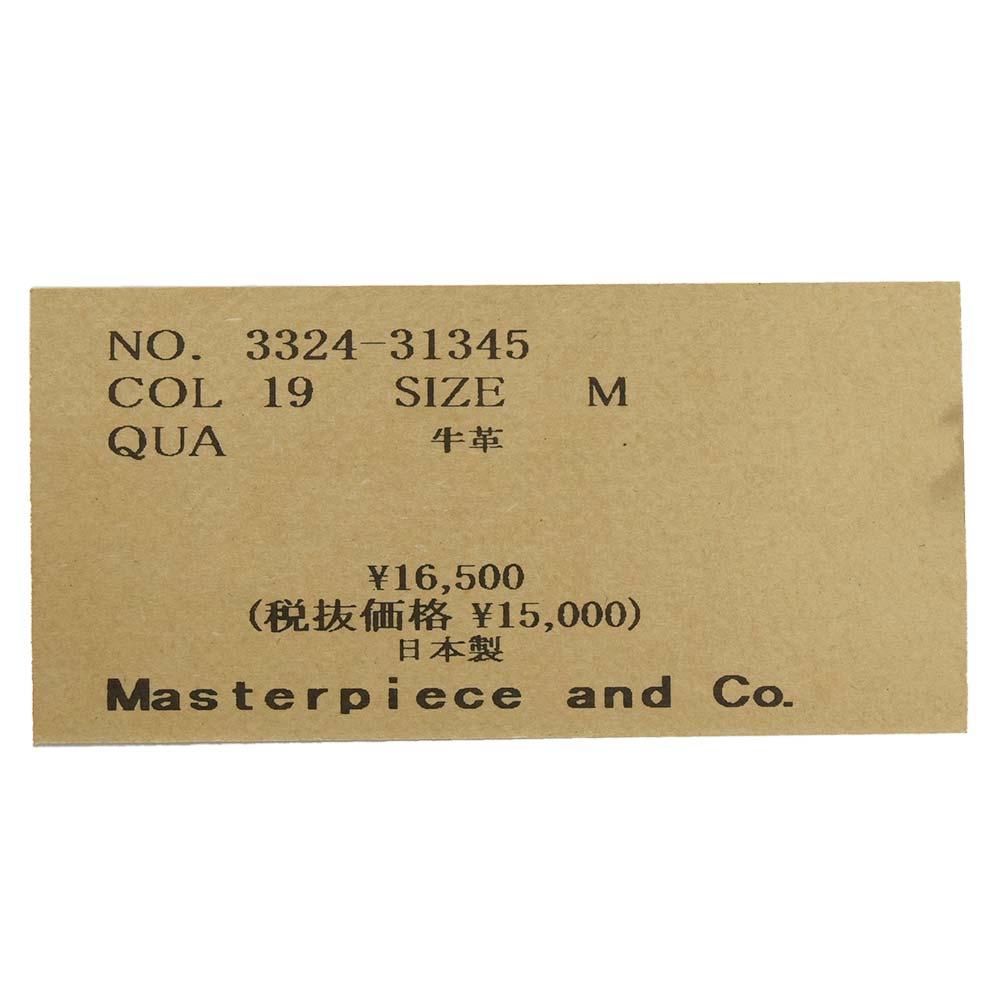 NO. 3324-31345
COL 19 SIZE M
QUA 牛革
¥16,500
(税抜価格 ¥15,000)
日本製
Masterpiece and Co.